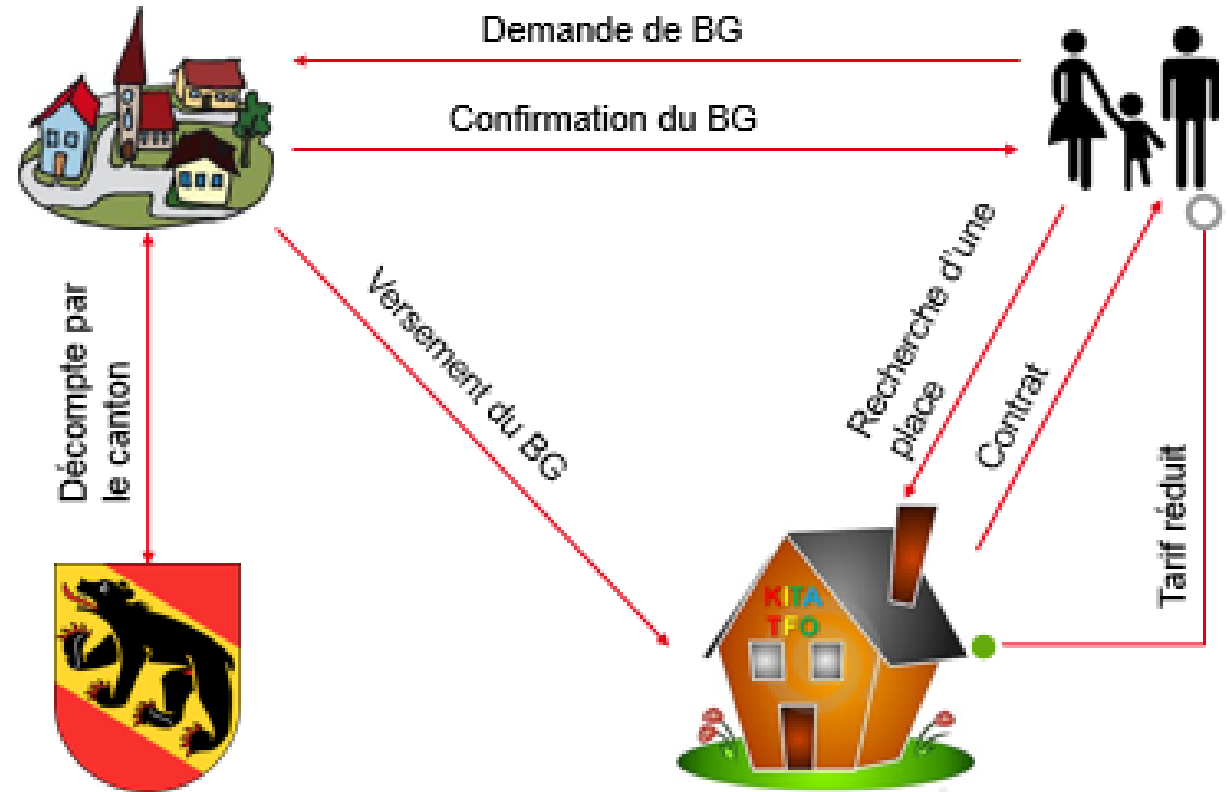 Demande de BG
Confirmation du BG
Décompte par
le canton
Versement du BG
Recherche d'une
place
Contrat
Tarif réduit
KITA
TFO